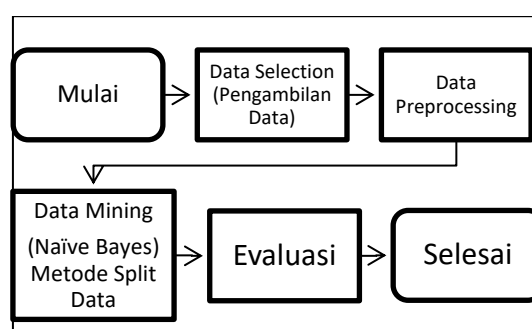 Mulai
Data Selection
(Pengambilan
Data)
Data
Preprocessing
Data Mining
(Naïve Bayes)
Metode Split
Data
Evaluasi
Selesai